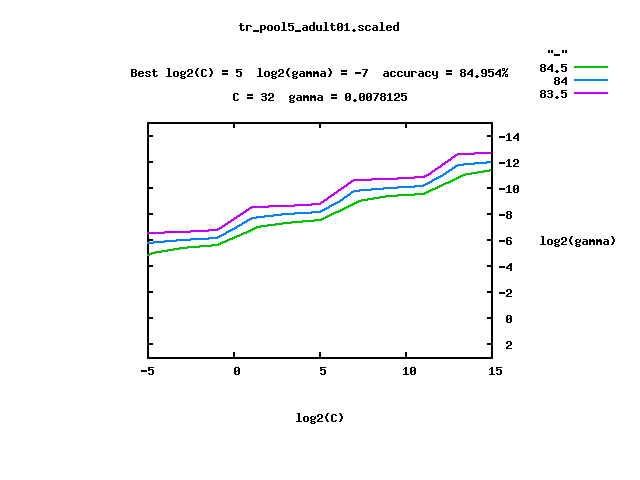 tr_pool5_adult01.scaled
"-"
Best log2(C) = 5  log2(gamma) = -7  accuracy = 84.954%
84.5
84
83.5
C = 32  gamma = 0.0078125
-14
-12
-10
-8
-6
log2(gamma)
-4
-2
0
2
-5 0 5 10 15
log2(C)